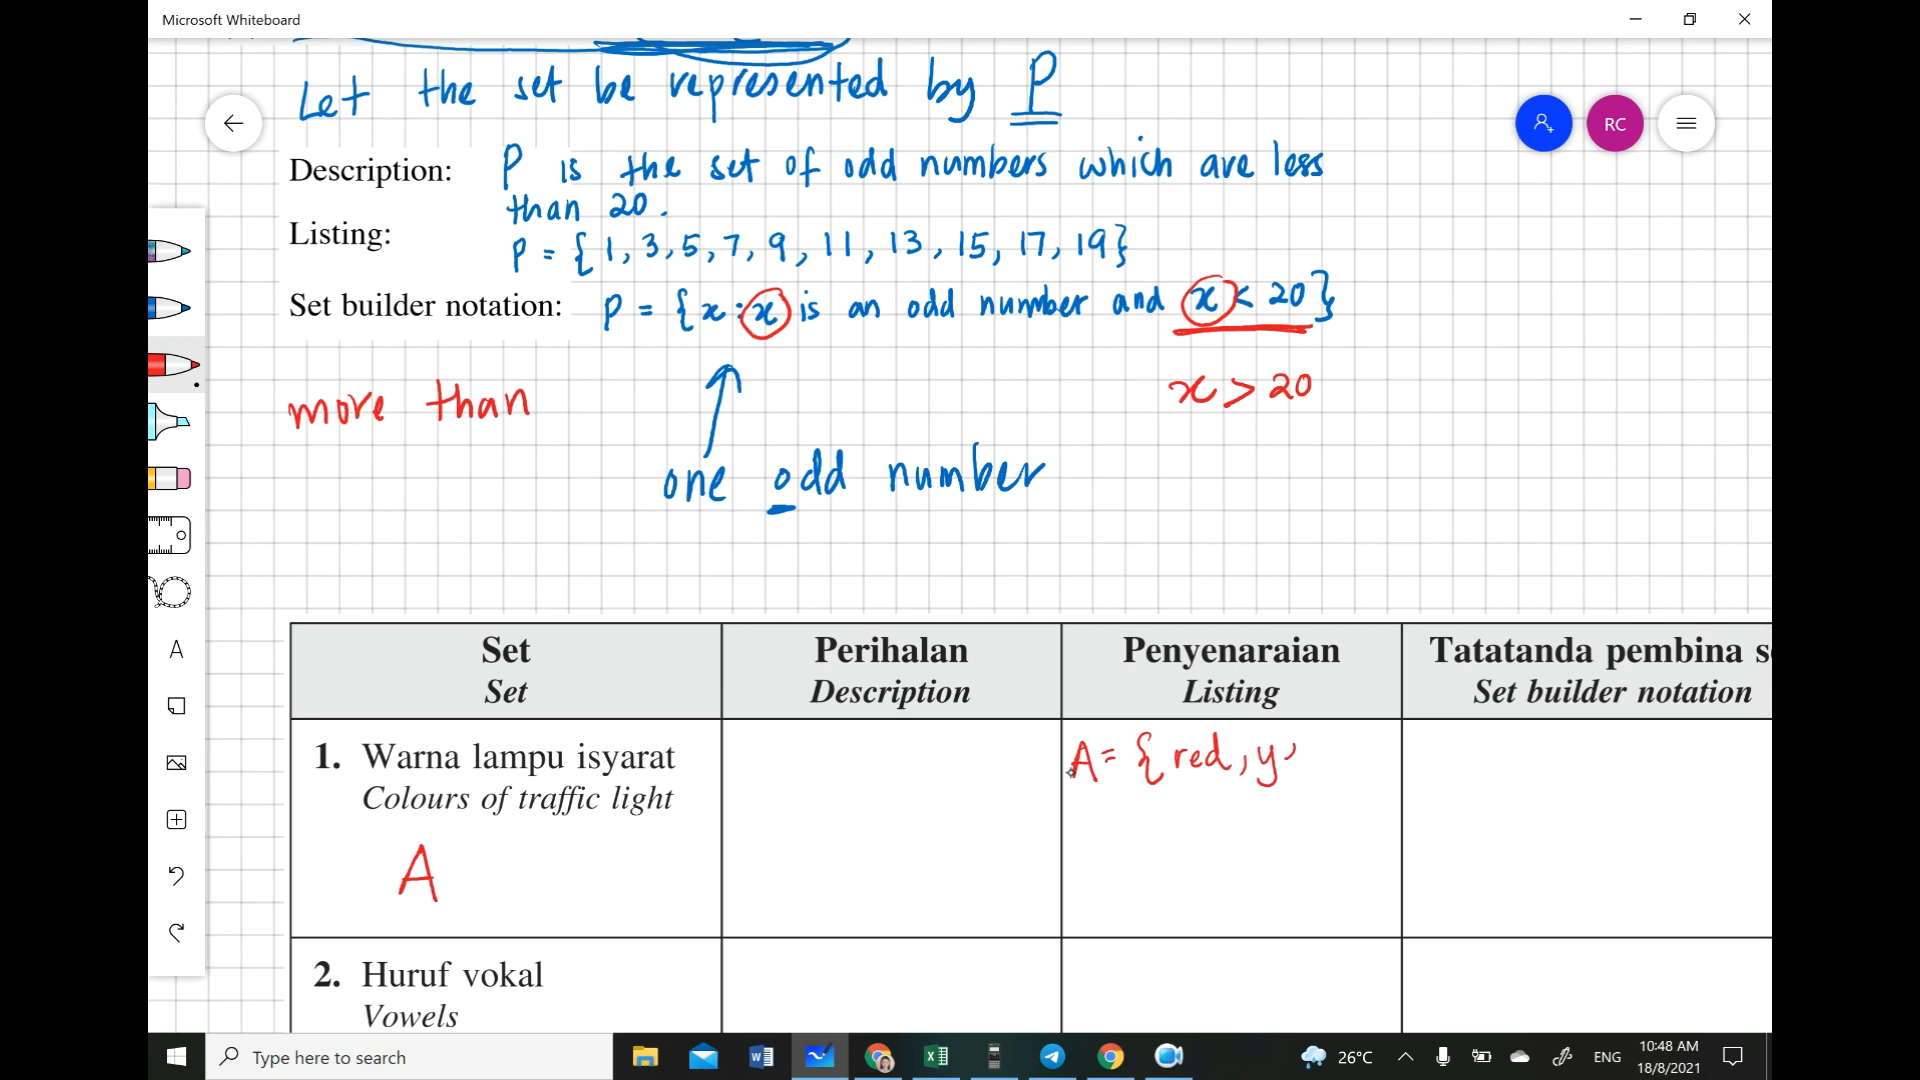 Microsoft Whiteboard
Let the set be represented by P
RC
Description: P is the set of odd numbers which are less
than 20.
Listing: P = { 1, 3, 5, 7, 9, 11, 13, 15, 17, 19}
Set builder notation: P = { x : x is an odd number and x < 20 }
more than
x > 20
one odd number
Set Perihalan Penyenaraian Tatatanda pembina s
Set Description Listing Set builder notation
1. Warna lampu isyarat A = { red, y
Colours of traffic light
A
2. Huruf vokal
Vowels
A
Type here to search
26°C ENG 10:48 AM
18/8/2021